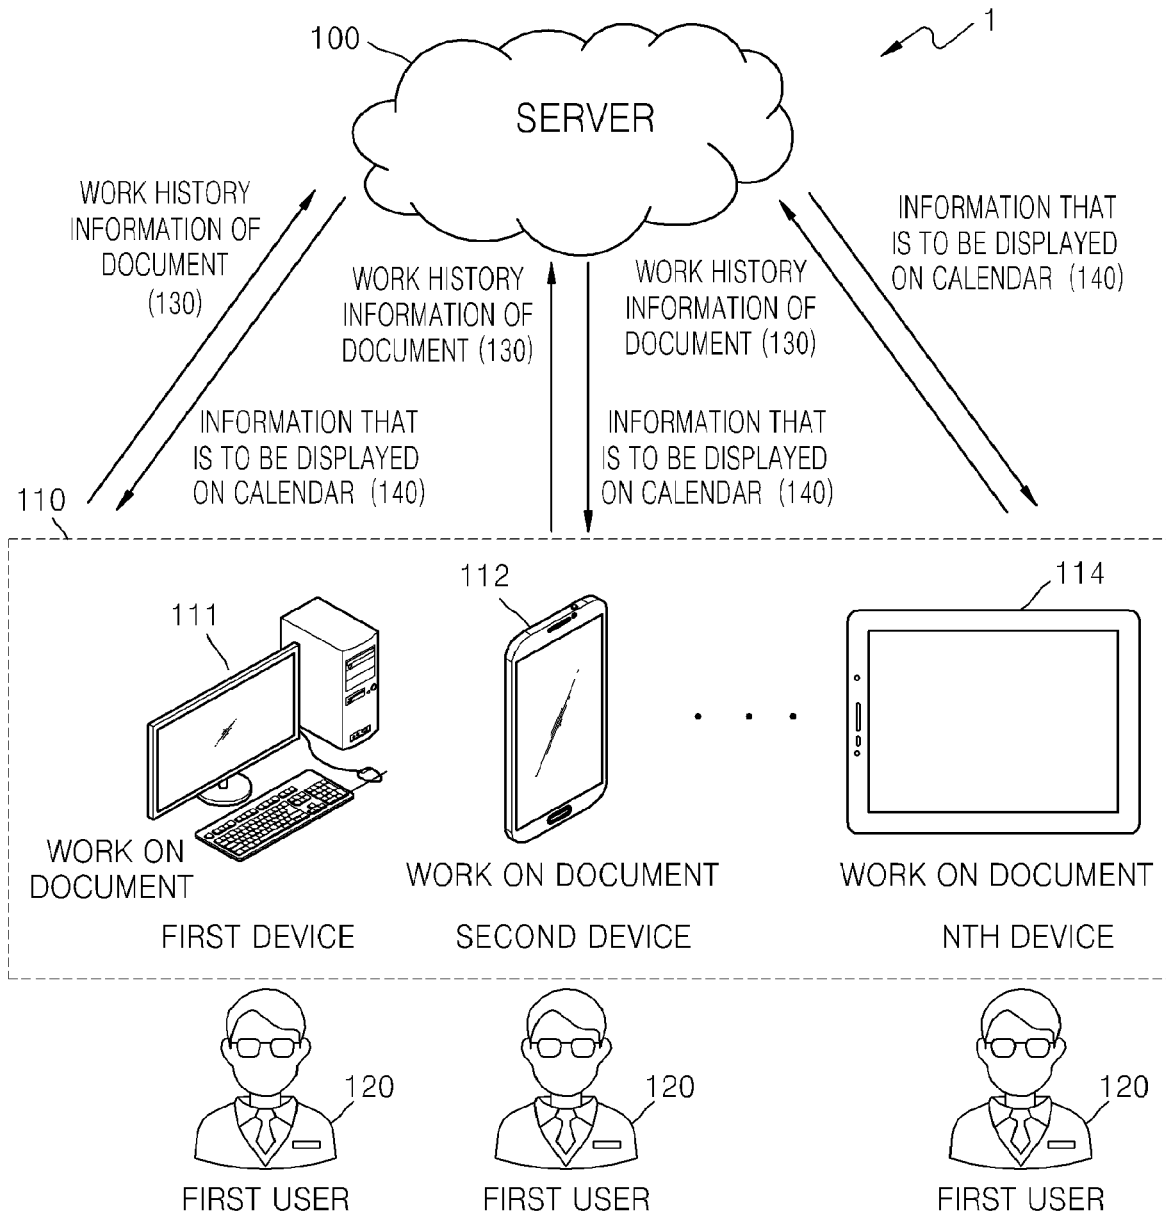 1
100
SERVER
WORK HISTORY
INFORMATION OF
DOCUMENT
(130)
INFORMATION THAT
IS TO BE DISPLAYED
ON CALENDAR (140)
WORK HISTORY
INFORMATION OF
DOCUMENT (130)
WORK HISTORY
INFORMATION OF
DOCUMENT (130)
INFORMATION THAT
IS TO BE DISPLAYED
ON CALENDAR (140)
INFORMATION THAT
IS TO BE DISPLAYED
ON CALENDAR (140)
110
111
112
114
WORK ON
DOCUMENT
WORK ON DOCUMENT
WORK ON DOCUMENT
FIRST DEVICE
SECOND DEVICE
NTH DEVICE
120
120
120
FIRST USER
FIRST USER
FIRST USER